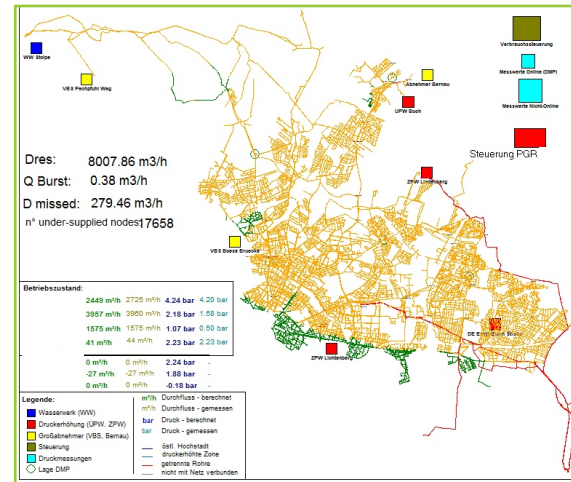 WW Stolpe
VBS Pechpfuhl Weg
Abnehmer Bernau
ÜPW Buch
Verbrauchssteuerung
Messwerte Online (DMP)
Messwerte Nicht-Online
Steuerung PGR
ZPW Lindenberg
Dres: 8007.86 m3/h
Q Burst: 0.38 m3/h
D missed: 279.46 m3/h
n° under-supplied nodes 17658
VBS Boese Bruecke
ZPW Lichtenberg
Betriebszustand:
2449 m³/h 2725 m³/h 4.24 bar 4.20 bar
3957 m³/h 3960 m³/h 2.18 bar 1.68 bar
1575 m³/h 1575 m³/h 1.07 bar 0.50 bar
41 m³/h 44 m³/h 2.23 bar 2.23 bar
0 m³/h 0 m³/h 2.24 bar -
-27 m³/h -27 m³/h 1.88 bar -
0 m³/h 0 m³/h -0.18 bar -
Legende:
Wasserwerk (WW)
Druckerhöhung (ÜPW, ZPW)
Großabnehmer (VBS, Bernau)
Steuerung
Druckmessungen
Lage DMP
m³/h Durchfluss - berechnet
m³/h Durchfluss - gemessen
bar Druck - berechnet
bar Druck - gemessen
östl. Hochstadt
druckerhöhte Zone
getrennte Rohre
nicht mit Netz verbunden